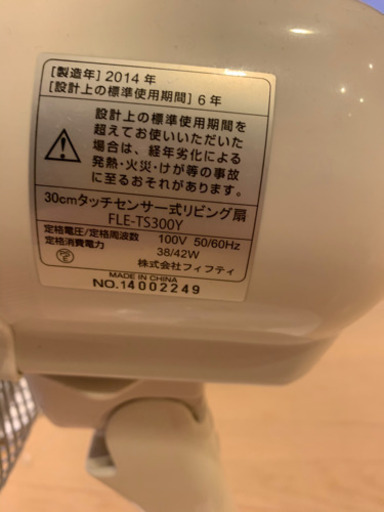 [製造年] 2014 年
[設計上の標準使用期間] 6 年
設計上の標準使用期間を
超えてお使いいただいた
場合は、経年劣化による
発熱・火災・けが等の事故
に至るおそれがあります。
30cmタッチセンサー式リビング扇
FLE-TS300Y
定格電圧/定格周波数 100V 50/60Hz
定格消費電力 38/42W
株式会社フィフティ
MADE IN CHINA
NO.14002249